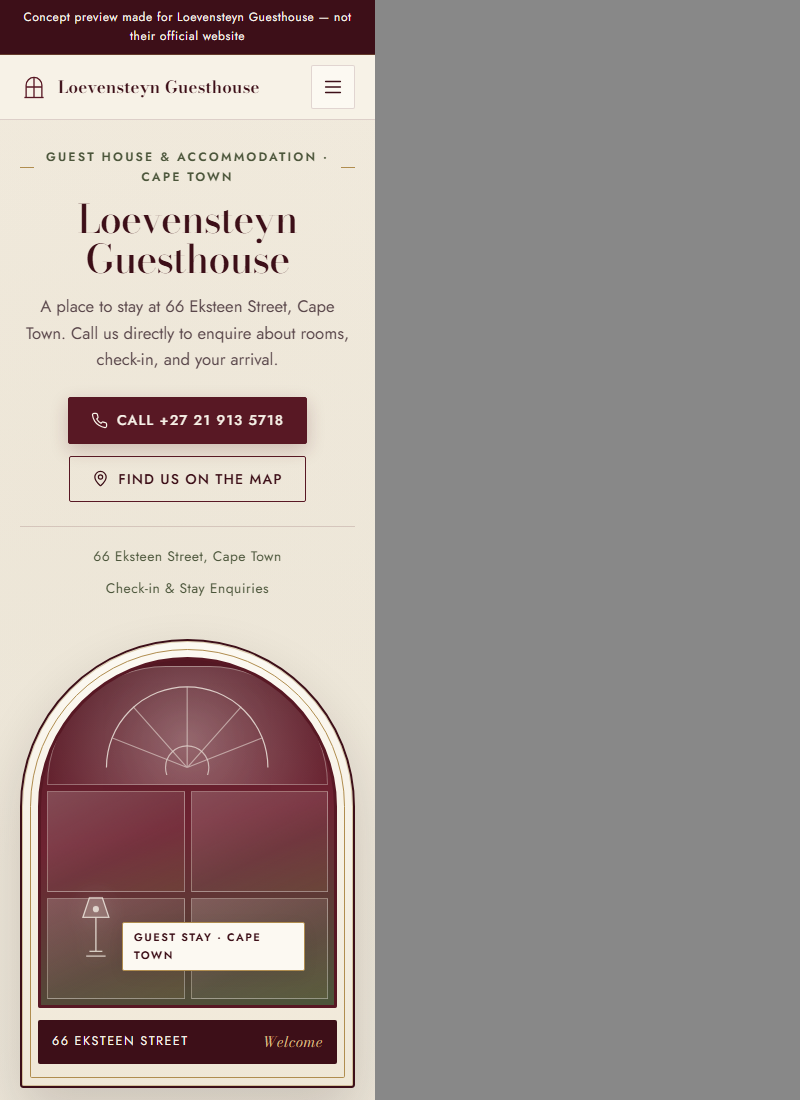 Concept preview made for Loevensteyn Guesthouse — not
their official website
Loevensteyn Guesthouse
GUEST HOUSE & ACCOMMODATION ·
CAPE TOWN
Loevensteyn
Guesthouse
A place to stay at 66 Eksteen Street, Cape
Town. Call us directly to enquire about rooms,
check-in, and your arrival.
CALL +27 21 913 5718
FIND US ON THE MAP
66 Eksteen Street, Cape Town
Check-in & Stay Enquiries
GUEST STAY · CAPE
TOWN
66 EKSTEEN STREET
Welcome